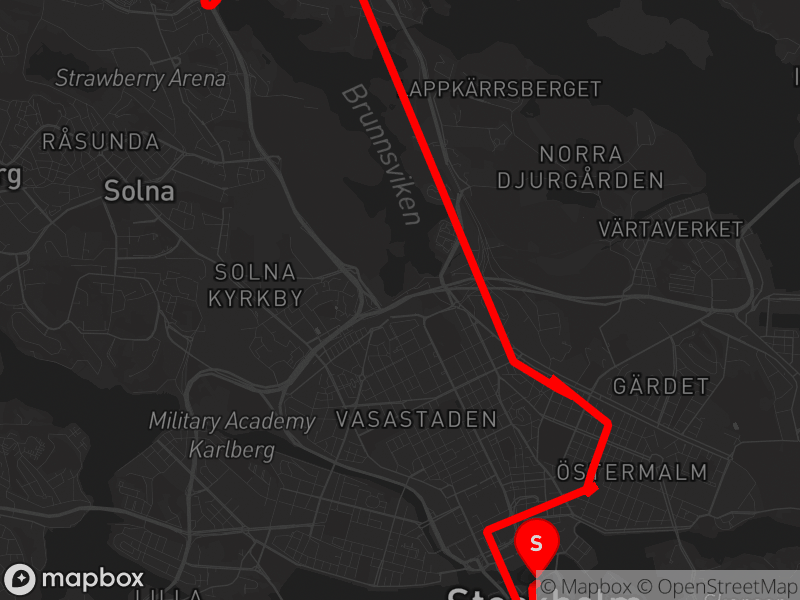 Strawberry Arena
APPKÄRRSBERGET
Brunnsviken
RÅSUNDA
NORRA
DJURGÅRDEN
rg
Solna
VÄRTAVERKET
SOLNA
KYRKBY
GÄRDET
Military Academy
Karlberg
VASASTADEN
ÖSTERMALM
S
mapbox
© Mapbox © OpenStreetMap